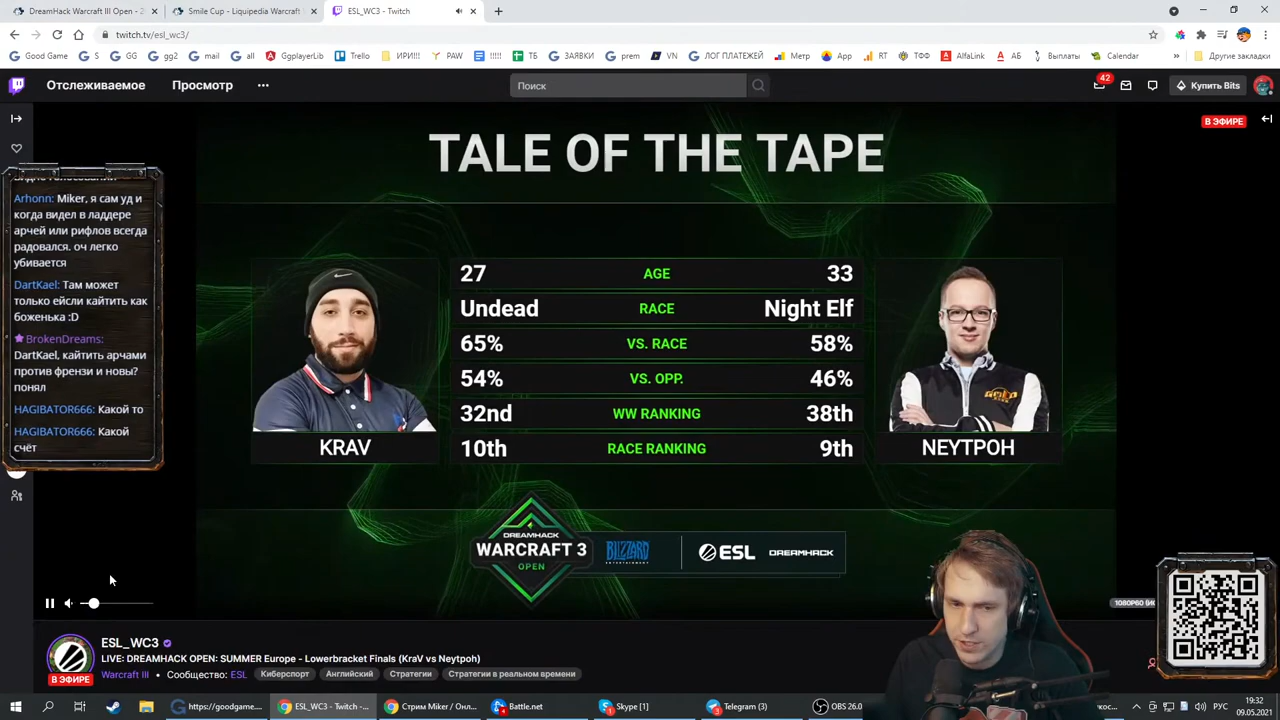 DreamHack Warcraft III Open - 2
Smile Cup - Liquipedia Warcraft
ESL_WC3 - Twitch
twitch.tv/esl_wc3/
Good Game
G
GG
gg2
mail
all
GgplayerLab
Trello
ИРИ!!!
PAW
!!!!
ТБ
ЗАЯВКИ
prem
VN
ЛОГ ПЛАТЕЖЕЙ
Метр
App
RT
ТФФ
AlfaLink
АБ
Выплаты
Calendar
»
Другие закладки
Отслеживаемое
Просмотр
Поиск
42
Купить Bits
В ЭФИРЕ
TALE OF THE TAPE
Arhonn: Miker, я сам уд и
когда видел в ладдере
арчей или рифлов всегда
радовался. оч легко
убивается
DartKael: Там может
только ейсли кайтить как
боженька :D
BrokenDreams:
DartKael, кайтить арчами
против френзи и новы?
понял
HAGIBATOR666: Какой то
HAGIBATOR666: Какой
счёт
27 AGE 33
Undead RACE Night Elf
65% VS. RACE 58%
54% VS. OPP. 46%
32nd WW RANKING 38th
10th RACE RANKING 9th
KRAV
NEYTPOH
DREAMHACK
WARCRAFT 3
OPEN
BLIZZARD
ENTERTAINMENT
ESL
DREAMHACK
ESL_WC3
LIVE: DREAMHACK OPEN: SUMMER Europe - Lowerbracket Finals (KraV vs Neytpoh)
Warcraft III • Сообщество: ESL
Киберспорт
Английский
Стратегии
Стратегии в реальном времени
В ЭФИРЕ
https://goodgame....
ESL_WC3 - Twitch -...
Стрим Miker / Онл...
Battle.net
Skype [1]
Telegram (3)
OBS 26.0
РУС
19:32
09.05.2021